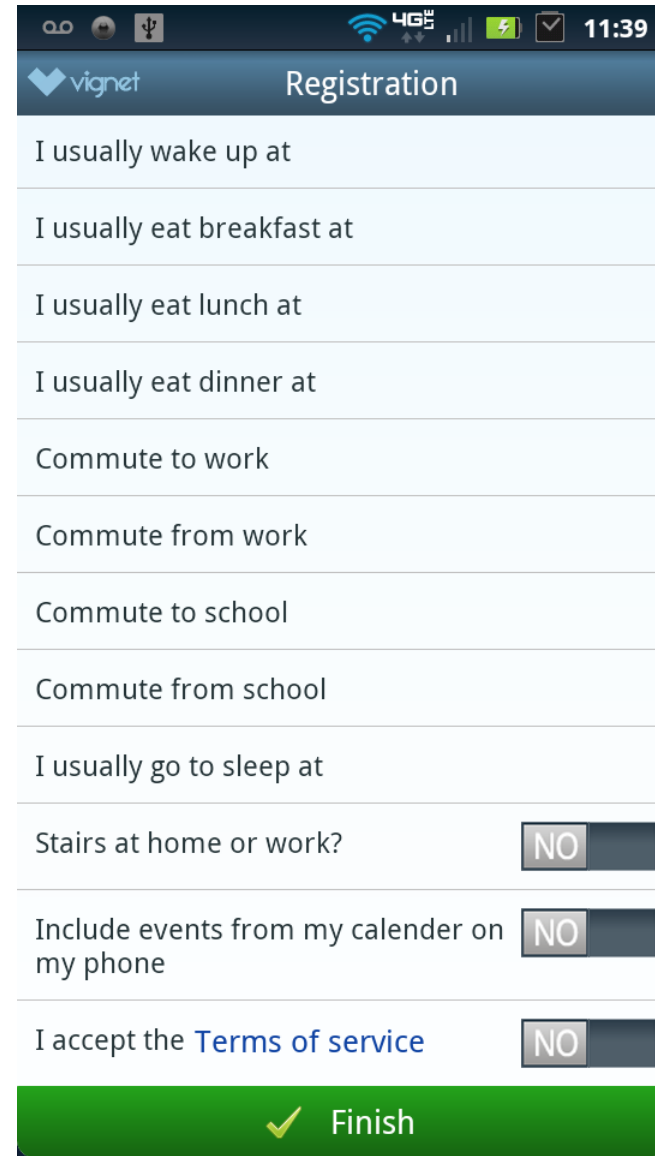 4G LTE 11:39
vignet Registration
I usually wake up at
I usually eat breakfast at
I usually eat lunch at
I usually eat dinner at
Commute to work
Commute from work
Commute to school
Commute from school
I usually go to sleep at
Stairs at home or work? NO
Include events from my calender on NO
my phone
I accept the Terms of service NO
Finish